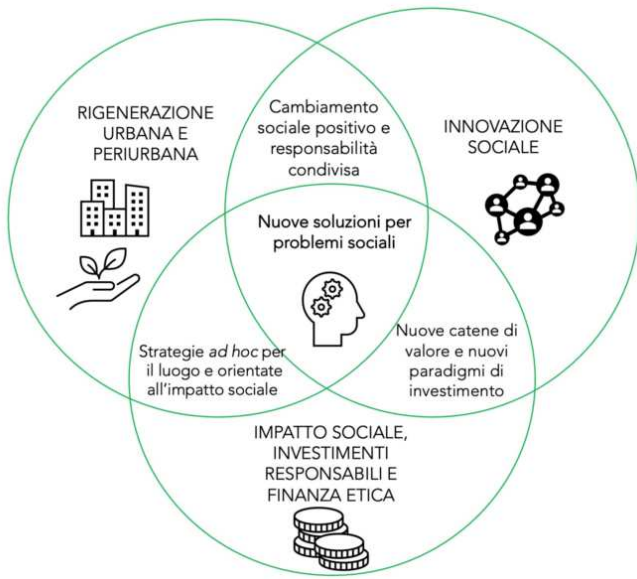 RIGENERAZIONE
URBANA E
PERIURBANA
Cambiamento
sociale positivo e
responsabilità
condivisa
INNOVAZIONE
SOCIALE
Nuove soluzioni per
problemi sociali
Strategie ad hoc per
il luogo e orientate
all'impatto sociale
Nuove catene di
valore e nuovi
paradigmi di
investimento
IMPATTO SOCIALE,
INVESTIMENTI
RESPONSABILI E
FINANZA ETICA